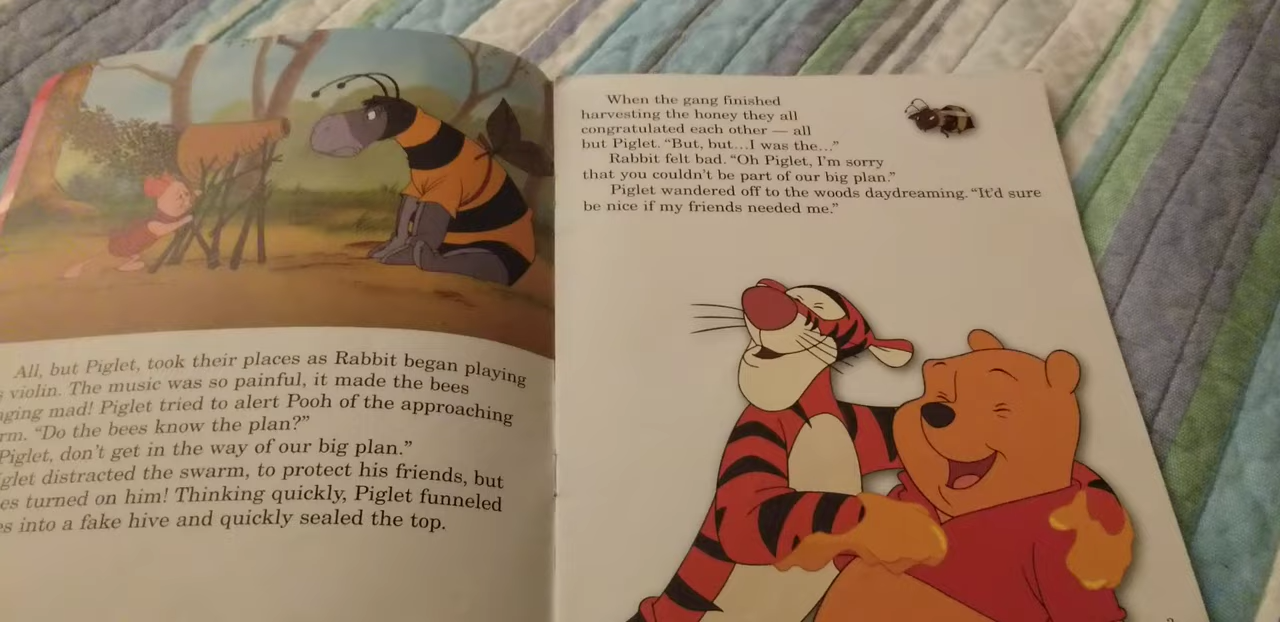 All, but Piglet, took their places as Rabbit began playing
violin. The music was so painful, it made the bees
mad! Piglet tried to alert Pooh of the approaching
"Do the bees know the plan?"
Piglet, don't get in the way of our big plan."
distracted the swarm, to protect his friends, but
turned on him! Thinking quickly, Piglet funneled
into a fake hive and quickly sealed the top.
When the gang finished
harvesting the honey they all
congratulated each other — all
but Piglet. "But, but...I was the..."
Rabbit felt bad. "Oh Piglet, I'm sorry
that you couldn't be part of our big plan."
Piglet wandered off to the woods daydreaming. "It'd sure
be nice if my friends needed me."